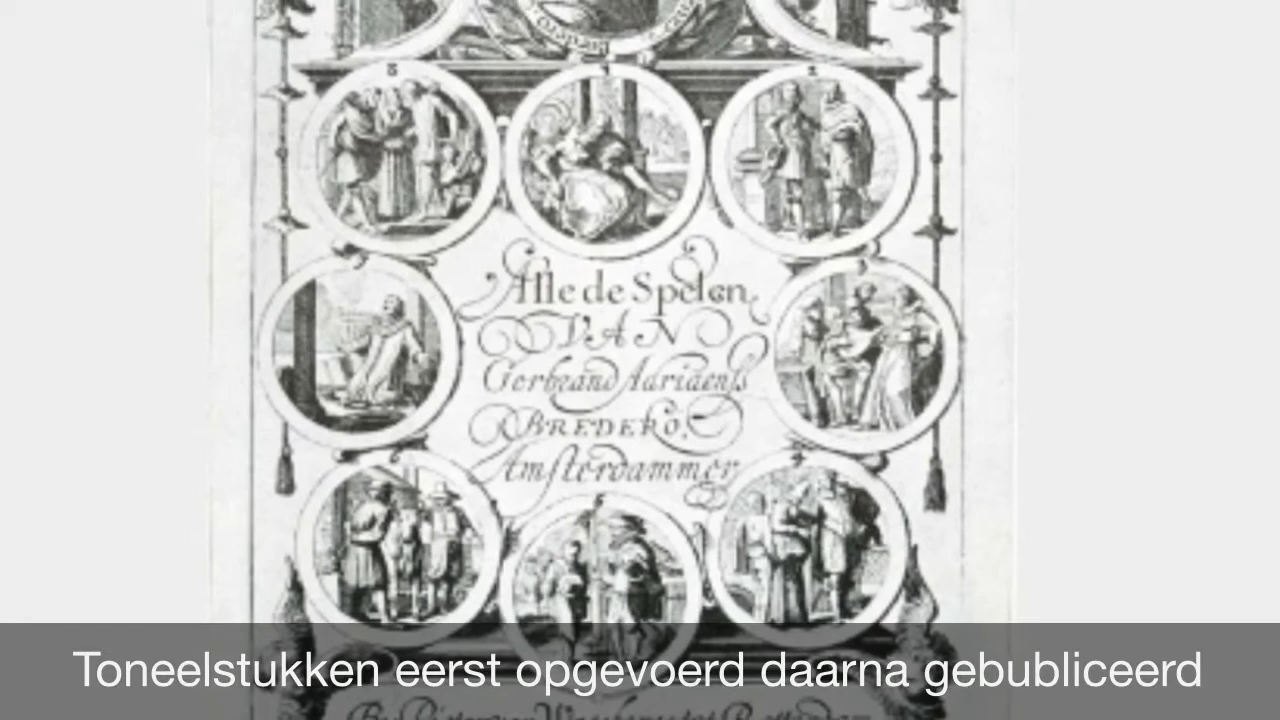 Alle de Spelen
VAN
Gerbrand Adriaensz
BREDERO.
Amsterdammer
Toneelstukken eerst opgevoerd daarna gebubliceerd